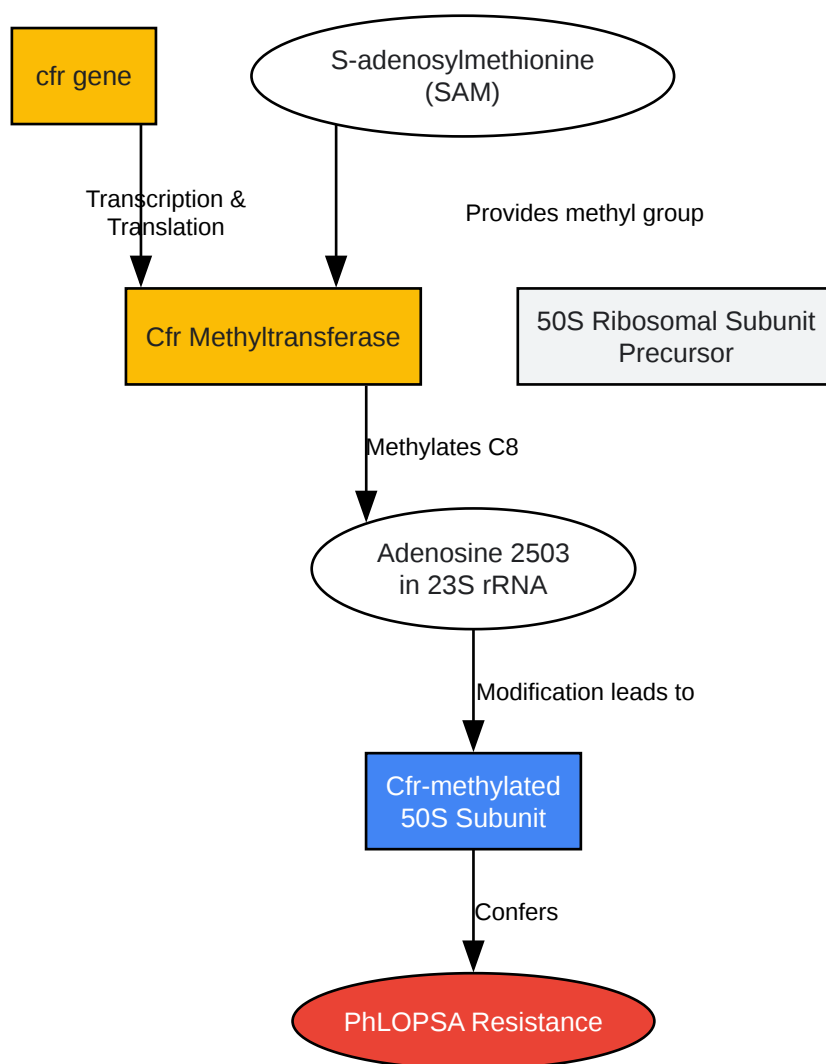 cfr gene
S-adenosylmethionine
(SAM)
Transcription &
Translation
Provides methyl group
Cfr Methyltransferase
50S Ribosomal Subunit
Precursor
Methylates C8
Adenosine 2503
in 23S rRNA
Modification leads to
Cfr-methylated
50S Subunit
Confers
PhLOPSA Resistance